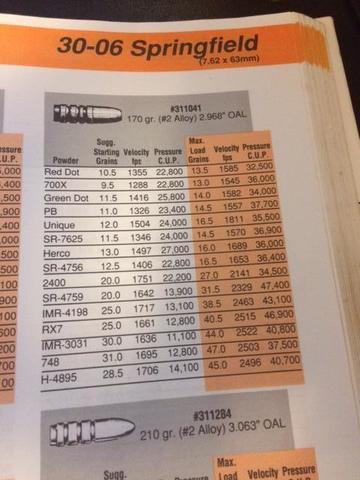 30-06 Springfield
(7.62 x 63mm)
#311041
170 gr. (#2 Alloy) 2.968" OAL
Sugg. Max.
Starting Velocity Pressure Load Velocity Pressure
Powder Grains fps C.U.P. Grains fps C.U.P.
Red Dot 10.5 1355 22,800 13.5 1585 32,500
700X 9.5 1288 22,800 13.0 1545 36,000
Green Dot 11.5 1416 25,800 14.0 1582 34,000
PB 11.0 1326 23,400 14.5 1557 37,700
Unique 12.0 1504 24,000 16.5 1811 35,500
SR-7625 11.5 1346 24,000 14.5 1570 36,900
Herco 13.0 1497 27,000 16.0 1689 36,000
SR-4756 12.5 1406 22,800 16.5 1653 36,400
2400 20.0 1751 22,200 27.0 2141 34,500
SR-4759 20.0 1642 13,900 31.5 2329 47,400
IMR-4198 25.0 1717 13,100 38.5 2463 43,100
RX7 25.0 1661 12,800 40.5 2515 46,900
IMR-3031 30.0 1636 11,100 44.0 2522 40,800
748 31.0 1695 12,800 47.0 2503 37,500
H-4895 28.5 1706 14,100 45.0 2496 40,700
#311284
210 gr. (#2 Alloy) 3.063" OAL
Sugg. Max.
Load Velocity Pressure